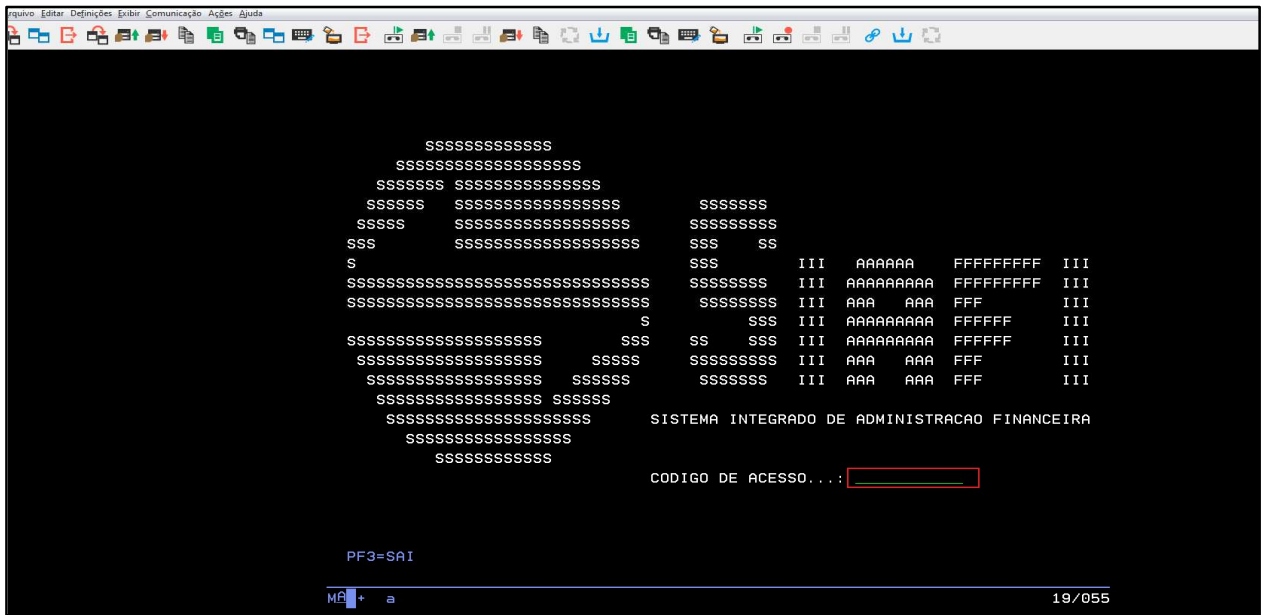 rquivo Editar Definições Exibir Comunicação Ações Ajuda
SSSSSSSSSSSSS
SSSSSSSSSSSSSSSSSSS
SSSSSSS SSSSSSSSSSSSSSS
SSSSSS   SSSSSSSSSSSSSSSSS        SSSSSSS
SSSSS     SSSSSSSSSSSSSSSSSS      SSSSSSSSS
SSS        SSSSSSSSSSSSSSSSSSS     SSS    SS
S                                  SSS        III   AAAAAA    FFFFFFFFF  III
SSSSSSSSSSSSSSSSSSSSSSSSSSSSSSS    SSSSSSSS   III  AAAAAAAAA  FFFFFFFFF  III
SSSSSSSSSSSSSSSSSSSSSSSSSSSSSSS     SSSSSSSS  III  AAA   AAA  FFF        III
S          SSS  III  AAAAAAAAA  FFFFFF     III
SSSSSSSSSSSSSSSSSSSS        SSS    SS    SSS  III  AAAAAAAAA  FFFFFF     III
SSSSSSSSSSSSSSSSSSS     SSSSS     SSSSSSSSS  III  AAA   AAA  FFF        III
SSSSSSSSSSSSSSSSSS   SSSSSS       SSSSSSS   III  AAA   AAA  FFF        III
SSSSSSSSSSSSSSSSS SSSSSS
SSSSSSSSSSSSSSSSSSSSS      SISTEMA INTEGRADO DE ADMINISTRACAO FINANCEIRA
SSSSSSSSSSSSSSSSS
SSSSSSSSSSSS
CODIGO DE ACESSO...:
PF3=SAI
MA + a 19/055